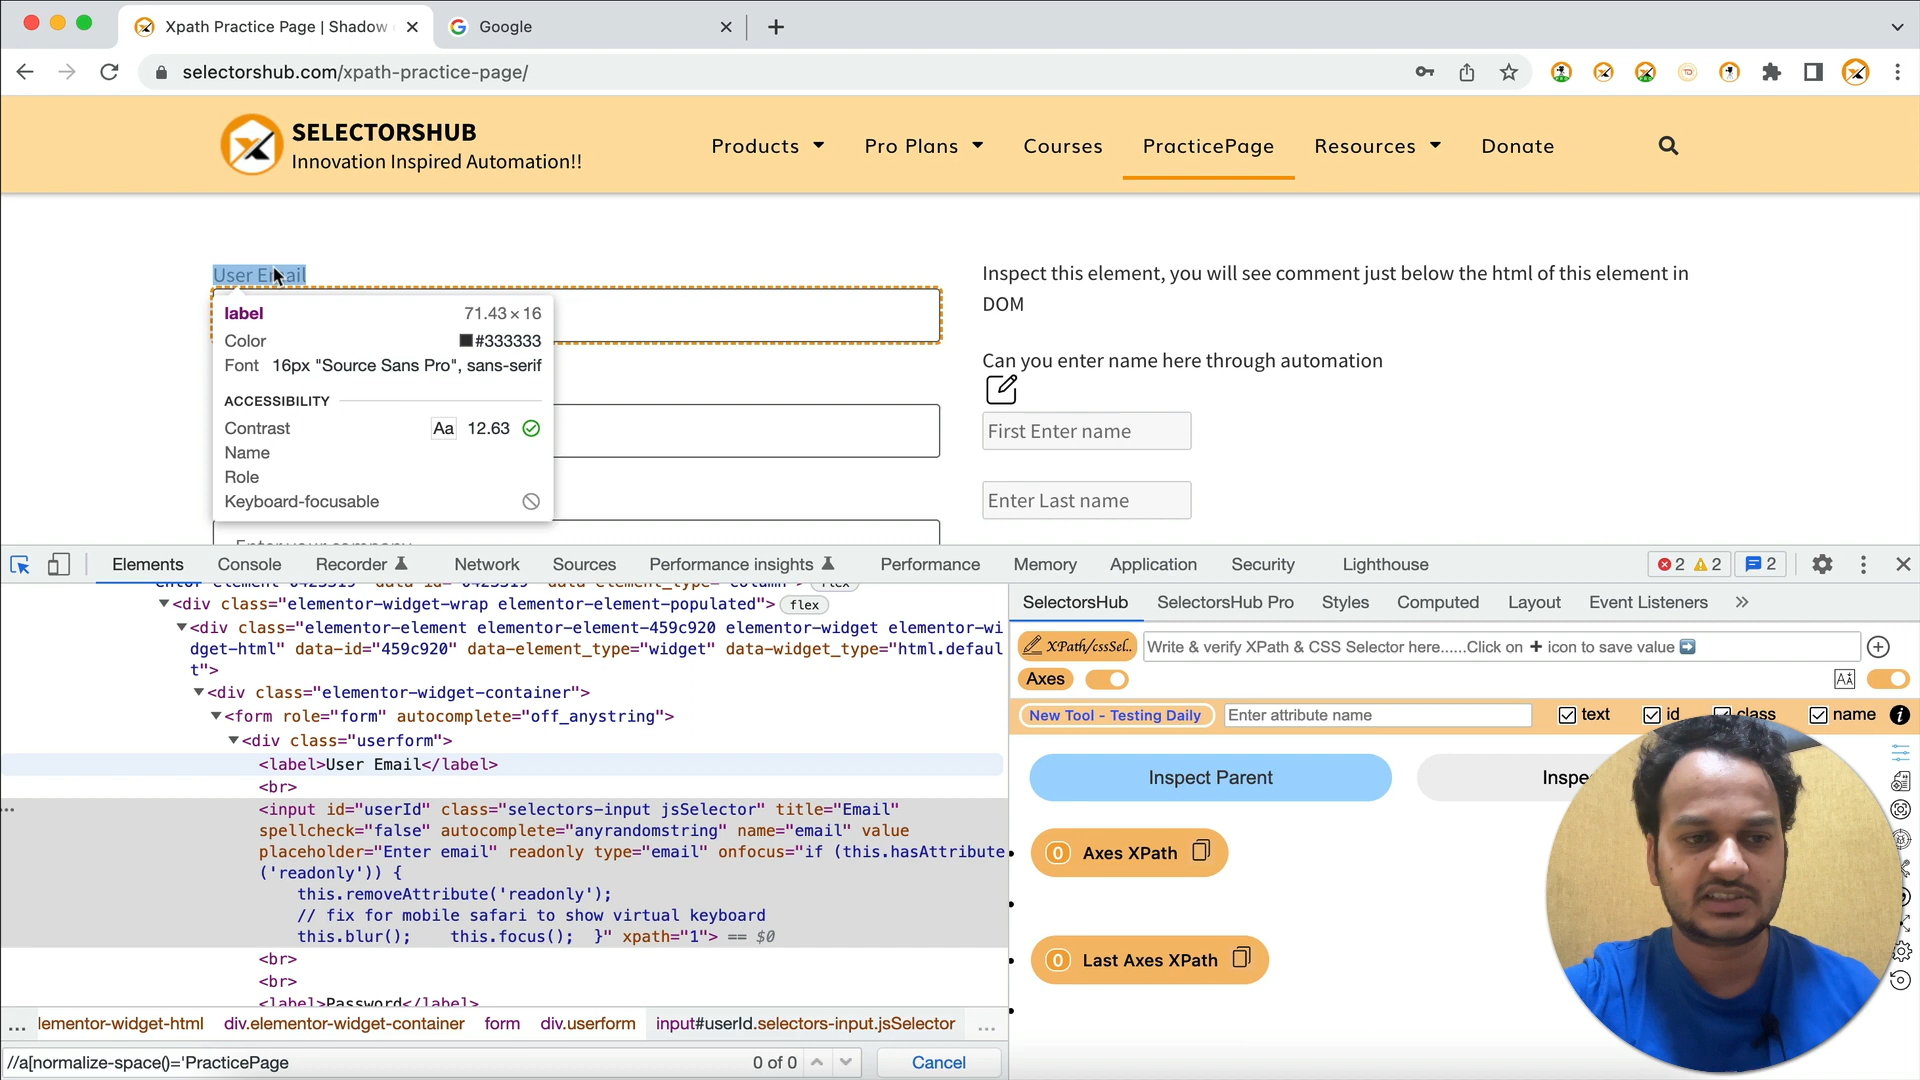 Xpath Practice Page | Shadow
Google
selectorshub.com/xpath-practice-page/
SELECTORSHUB
Innovation Inspired Automation!!
Products
Pro Plans
Courses
PracticePage
Resources
Donate
User Email
label 71.43 × 16
Color #333333
Font 16px "Source Sans Pro", sans-serif
ACCESSIBILITY
Contrast Aa 12.63
Name
Role
Keyboard-focusable
Inspect this element, you will see comment just below the html of this element in
DOM
Can you enter name here through automation
First Enter name
Enter Last name
Elements
Console
Recorder
Network
Sources
Performance insights
Performance
Memory
Application
Security
Lighthouse
2 2
2
<div class="elementor-widget-wrap elementor-element-populated"> flex
<div class="elementor-element elementor-element-459c920 elementor-widget elementor-wi
dget-html" data-id="459c920" data-element_type="widget" data-widget_type="html.defaul
t">
<div class="elementor-widget-container">
<form role="form" autocomplete="off_anystring">
<div class="userform">
<label>User Email</label>
<br>
<input id="userId" class="selectors-input jsSelector" title="Email"
spellcheck="false" autocomplete="anyrandomstring" name="email" value
placeholder="Enter email" readonly type="email" onfocus="if (this.hasAttribute
('readonly')) {
this.removeAttribute('readonly');
// fix for mobile safari to show virtual keyboard
this.blur(); this.focus(); }" xpath="1"> == $0
<br>
<br>
<label>Password</label>
... lementor-widget-html div.elementor-widget-container form div.userform input#userId.selectors-input.jsSelector ...
//a[normalize-space()='PracticePage
0 of 0
Cancel
SelectorsHub
SelectorsHub Pro
Styles
Computed
Layout
Event Listeners
XPath/cssSel..
Write & verify XPath & CSS Selector here......Click on + icon to save value
Axes
New Tool - Testing Daily
Enter attribute name
text
id
class
name
Inspect Parent
Inspe
0 Axes XPath
0 Last Axes XPath